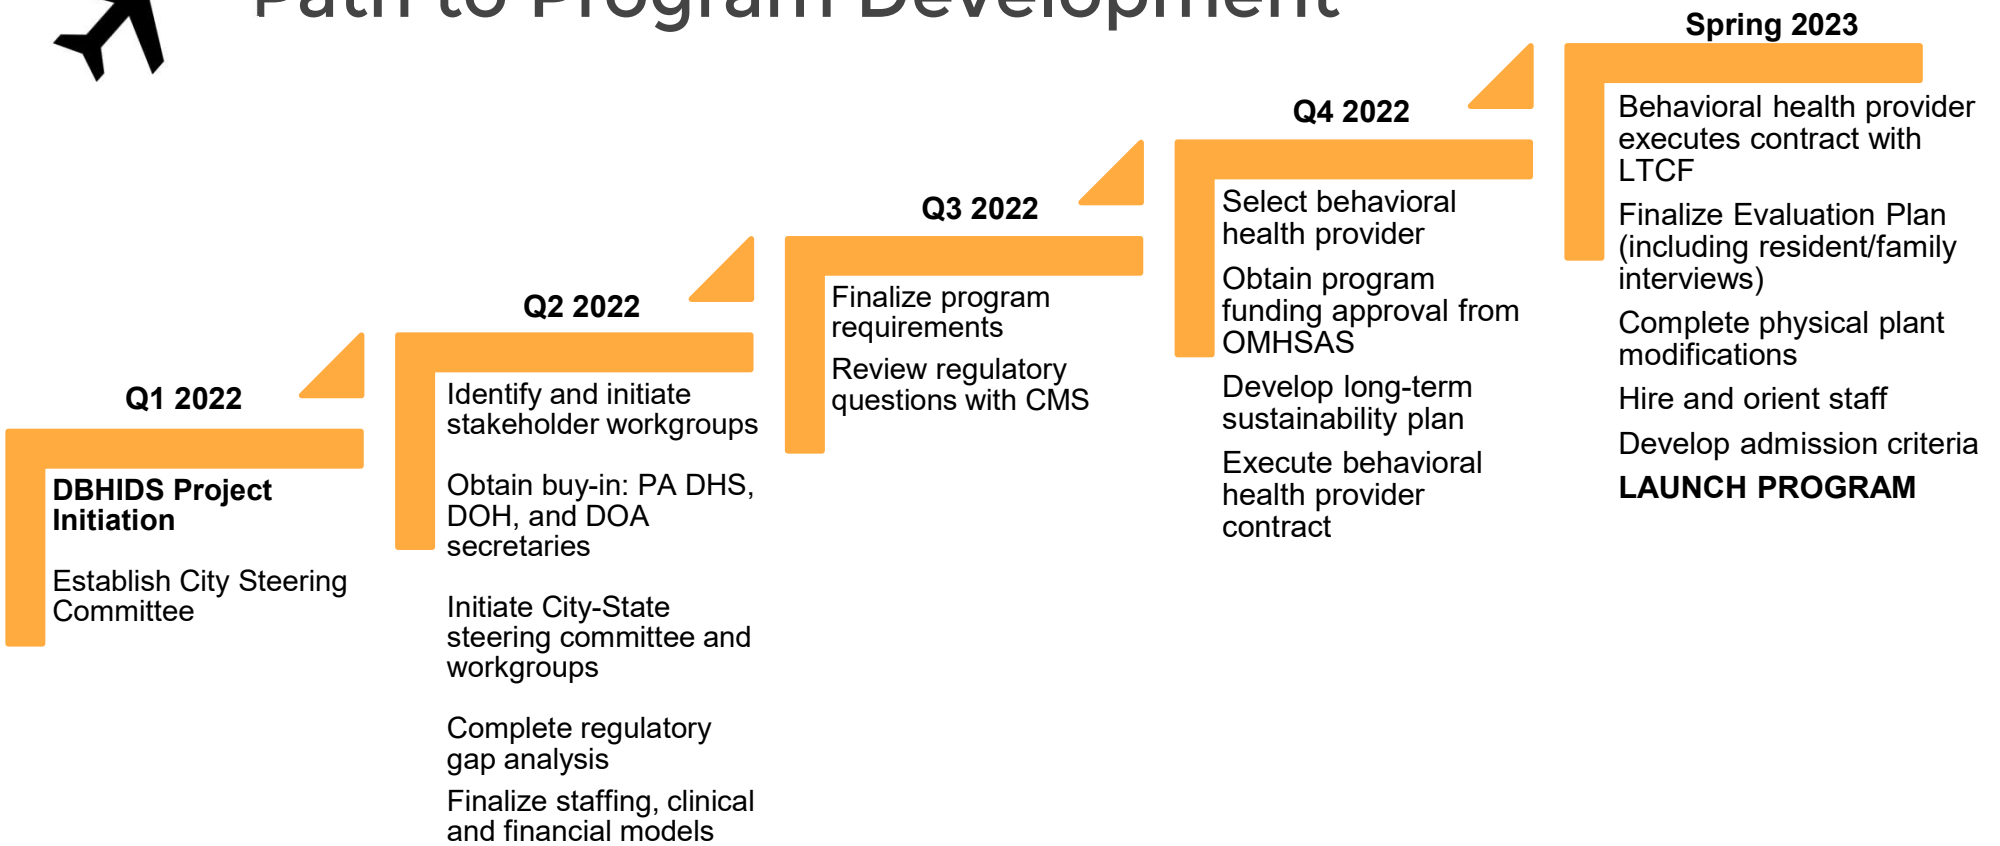 Path to Program Development
Q1 2022
DBHIDS Project
Initiation
Establish City Steering
Committee
Q2 2022
Identify and initiate
stakeholder workgroups
Obtain buy-in: PA DHS,
DOH, and DOA
secretaries
Initiate City-State
steering committee and
workgroups
Complete regulatory
gap analysis
Finalize staffing, clinical
and financial models
Q3 2022
Finalize program
requirements
Review regulatory
questions with CMS
Q4 2022
Select behavioral
health provider
Obtain program
funding approval from
OMHSAS
Develop long-term
sustainability plan
Execute behavioral
health provider
contract
Spring 2023
Behavioral health provider
executes contract with
LTCF
Finalize Evaluation Plan
(including resident/family
interviews)
Complete physical plant
modifications
Hire and orient staff
Develop admission criteria
LAUNCH PROGRAM